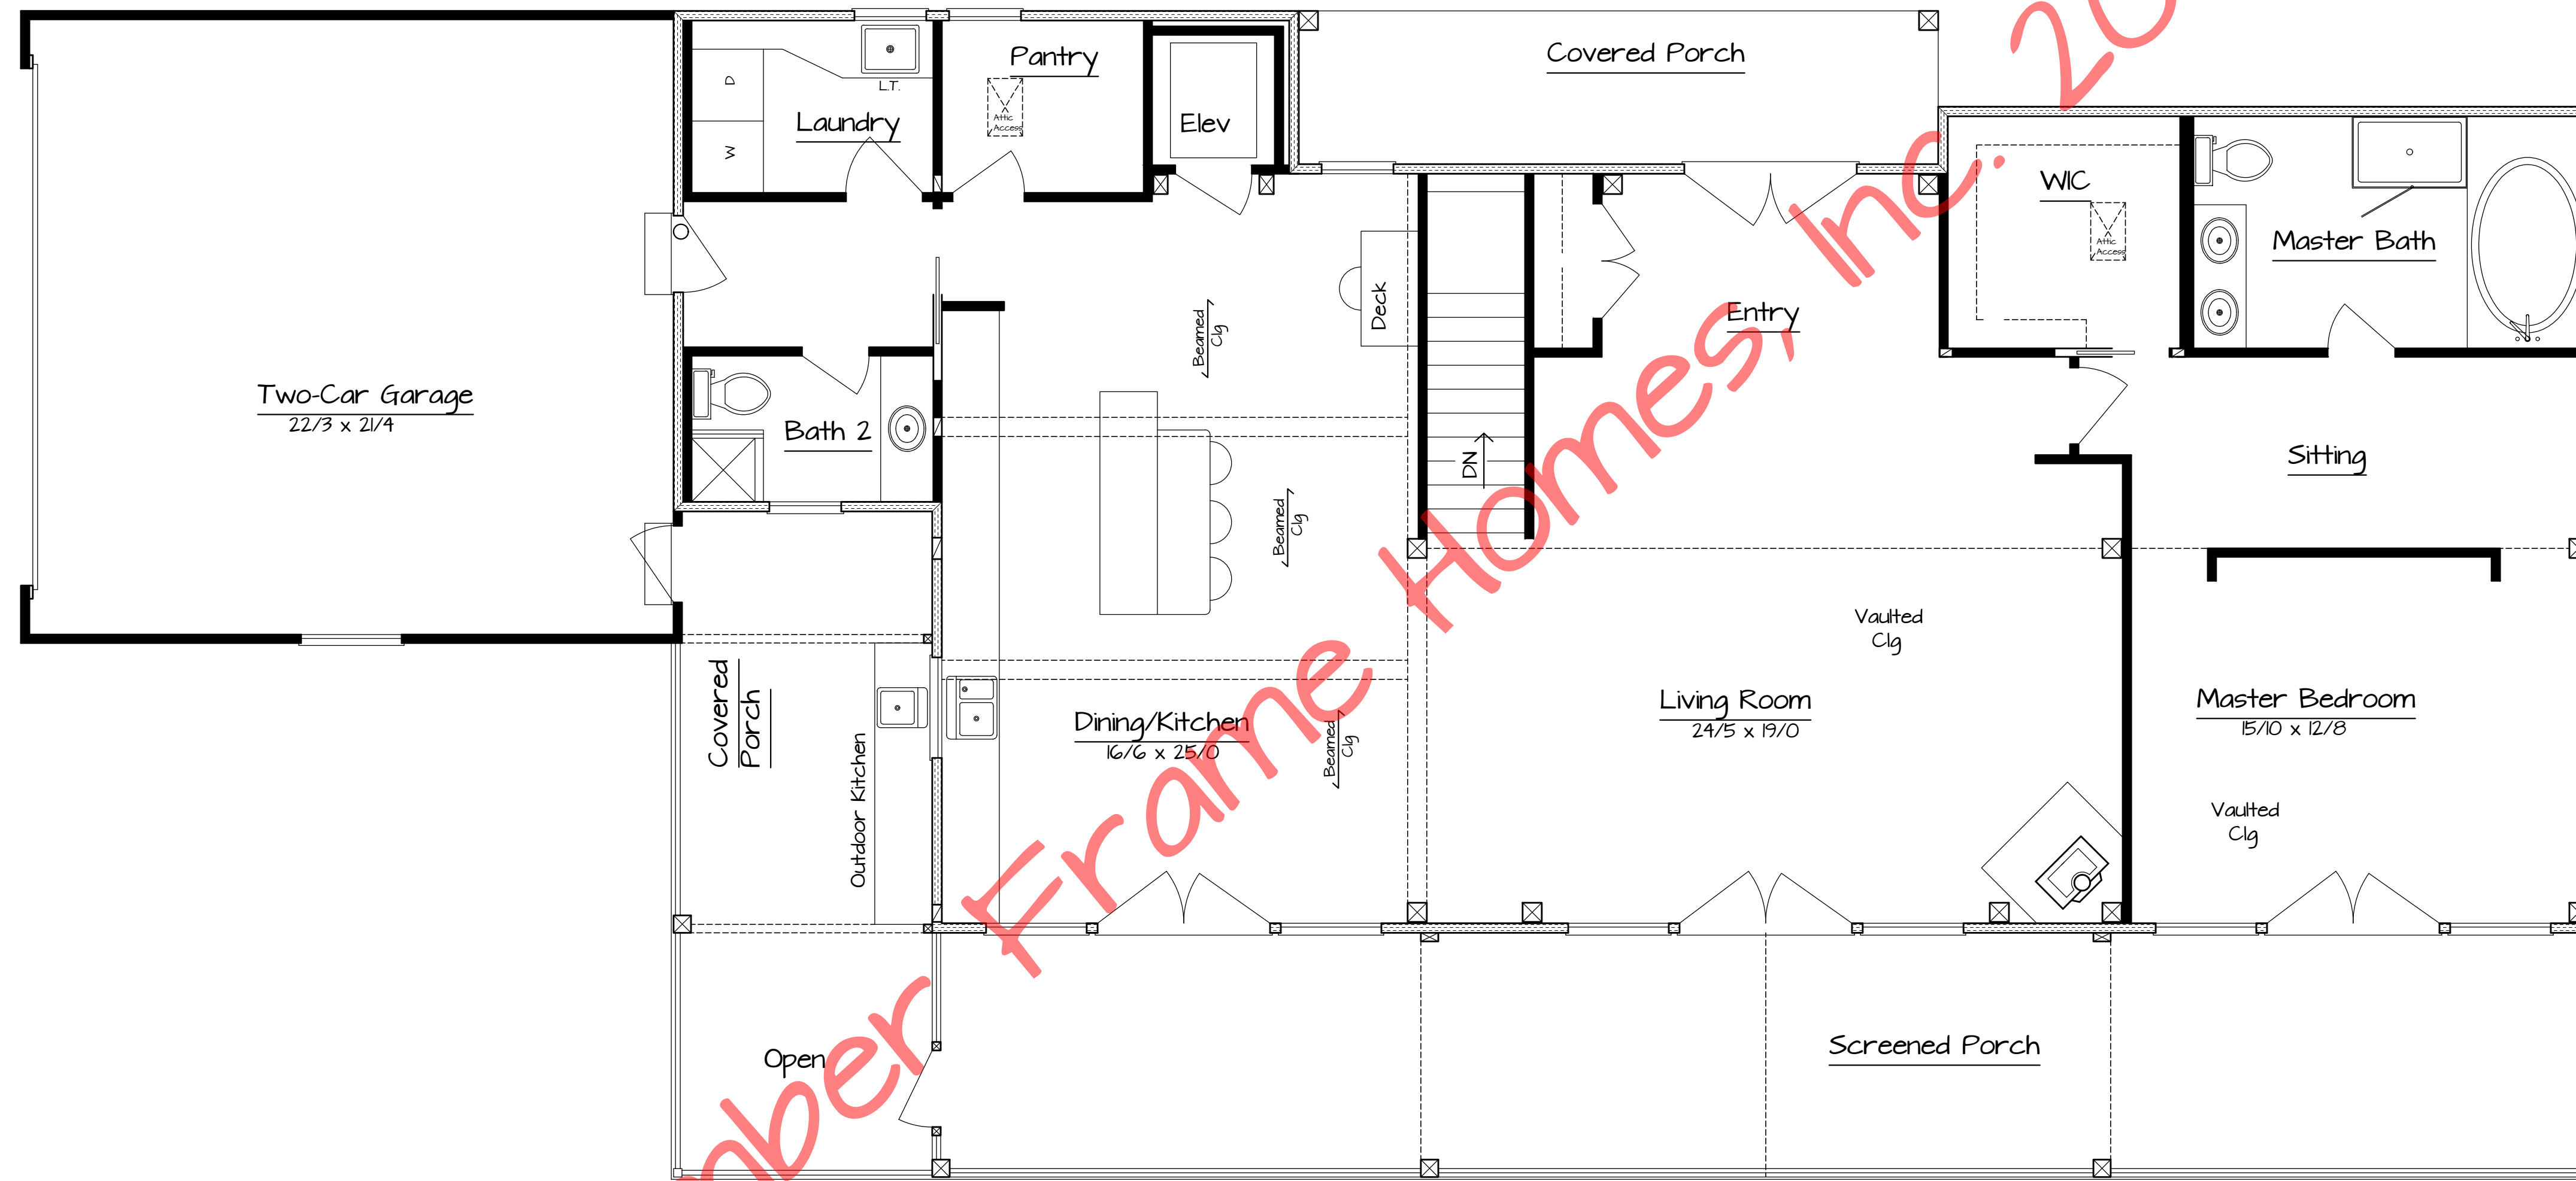 Pantry
Covered Porch
D
L.T.
Attic
Access
Laundry
Elev
W
WIC
Attic
Access
Master Bath
Deck
Entry
Beamed
Clg
Two-Car Garage
22/3 x 21/4
Bath 2
DN
Sitting
Beamed
Clg
Vaulted
Clg
Covered
Porch
Living Room
24/5 x 19/0
Master Bedroom
15/10 x 12/8
Dining/Kitchen
16/6 x 25/0
Beamed
Clg
Outdoor Kitchen
Vaulted
Clg
Open
Screened Porch
Frame Homes, Inc.